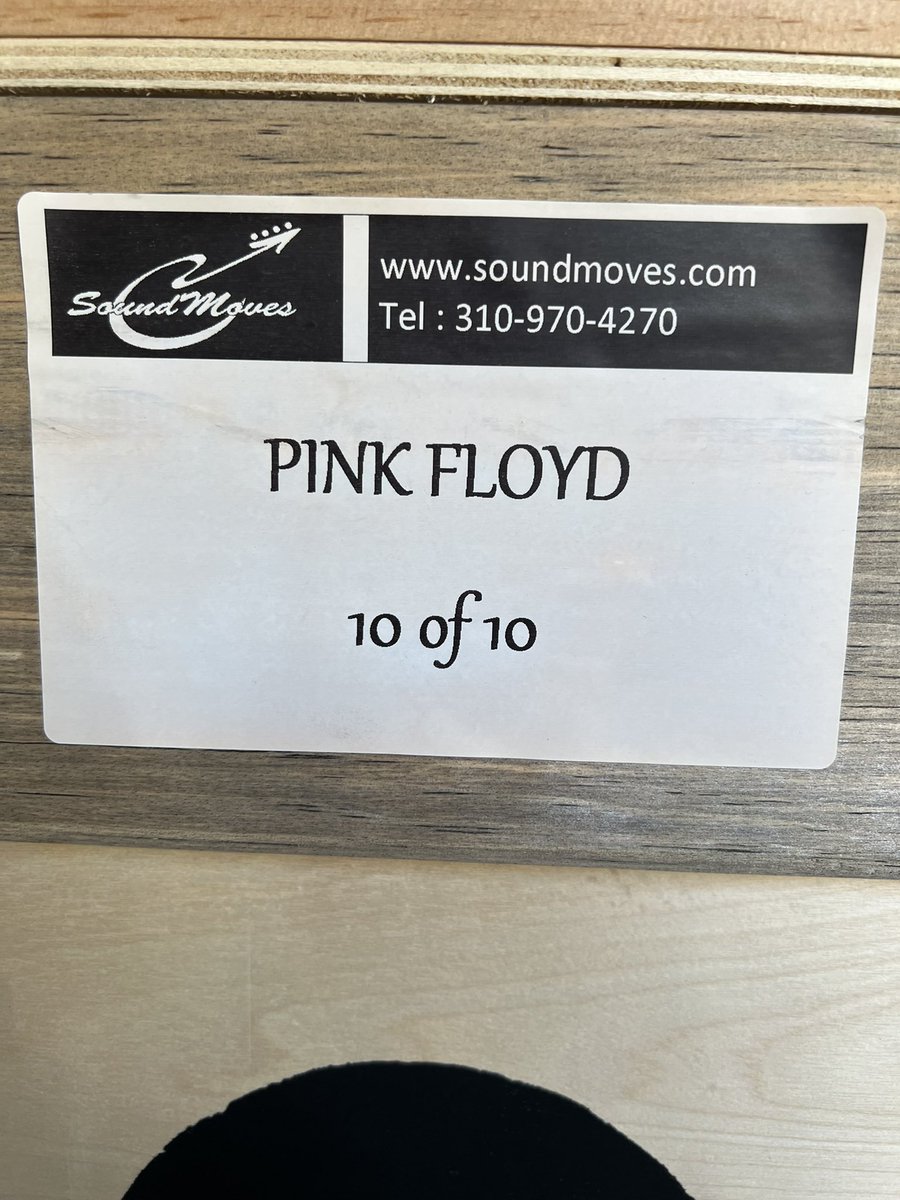 Sound Moves
www.soundmoves.com
Tel : 310-970-4270
PINK FLOYD
10 of 10